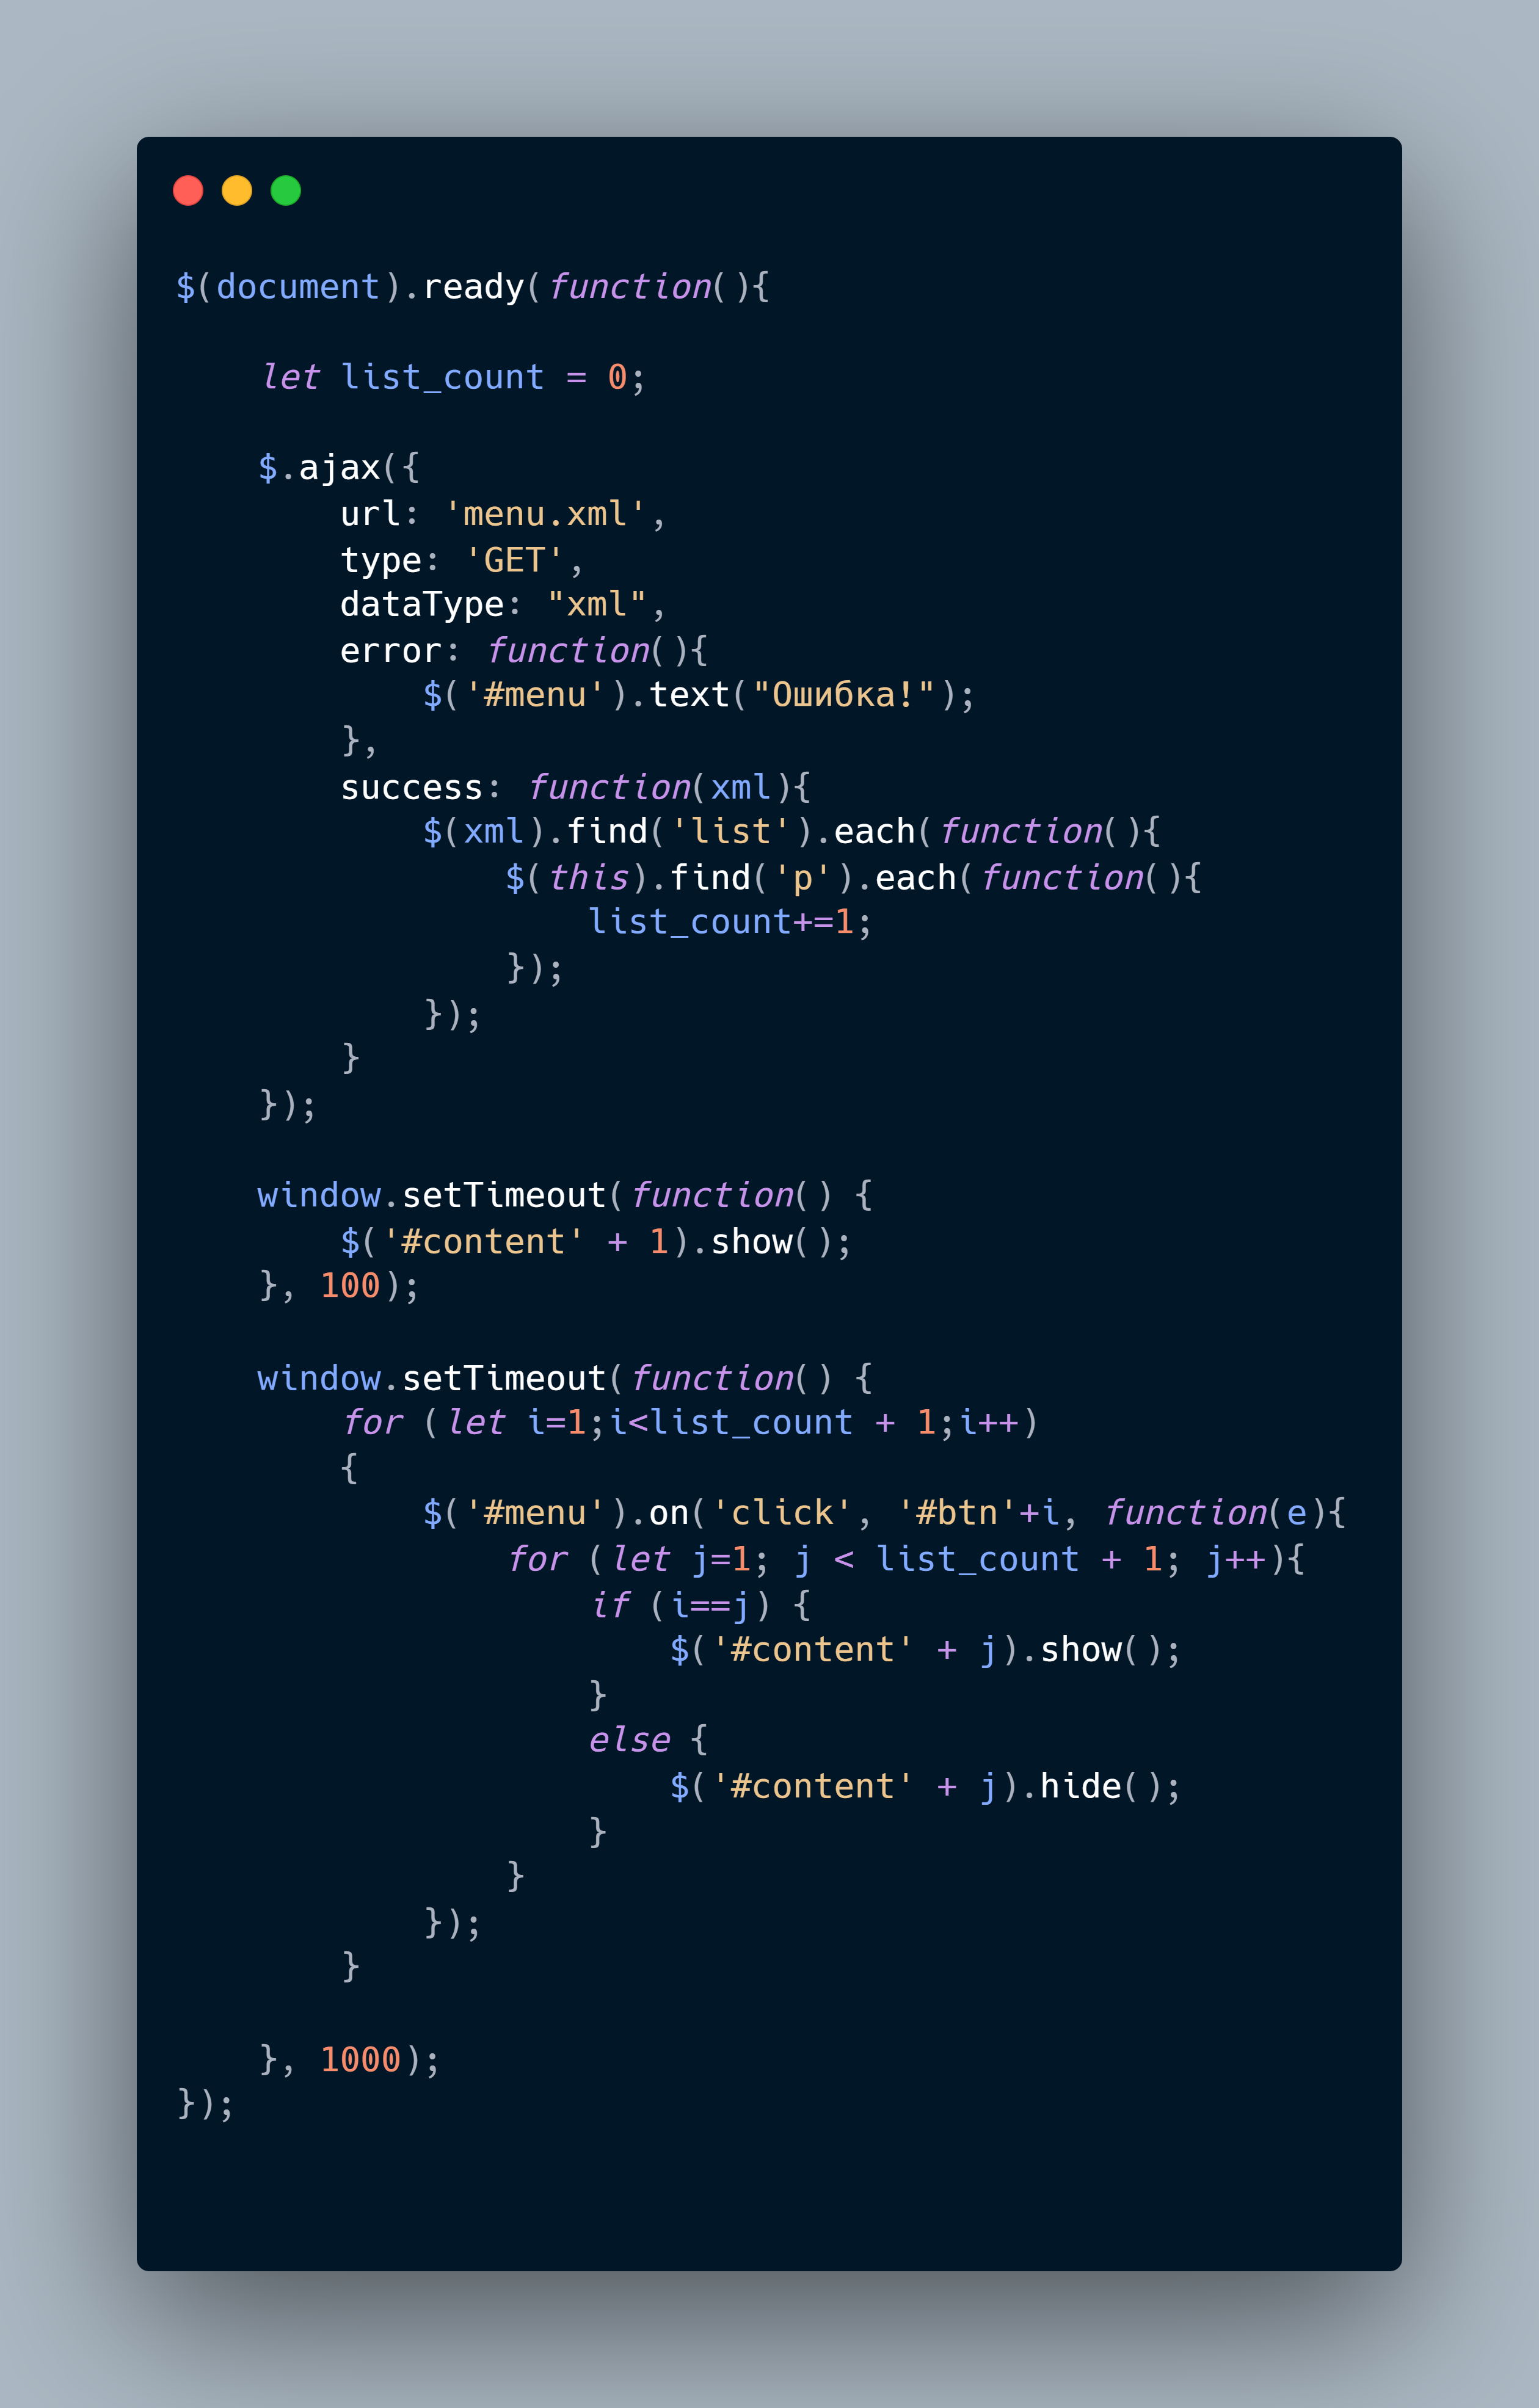 $(document).ready(function(){
    let list_count = 0;
    $.ajax({
        url: 'menu.xml',
        type: 'GET',
        dataType: "xml",
        error: function(){
            $('#menu').text("Ошибка!");
        },
        success: function(xml){
            $(xml).find('list').each(function(){
                $(this).find('p').each(function(){
                    list_count+=1;
                });
            });
        }
    });
    window.setTimeout(function() {
        $('#content' + 1).show();
    }, 100);
    window.setTimeout(function() {
        for (let i=1;i<list_count + 1;i++)
        {
            $('#menu').on('click', '#btn'+i, function(e){
                for (let j=1; j < list_count + 1; j++){
                    if (i==j) {
                        $('#content' + j).show();
                    }
                    else {
                        $('#content' + j).hide();
                    }
                }
            });
        }
    }, 1000);
});